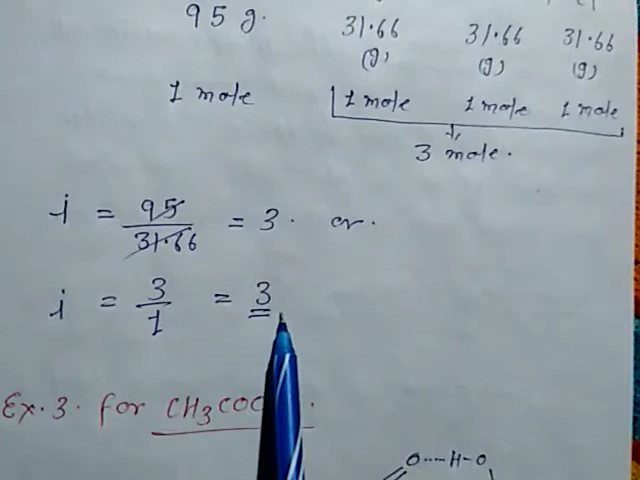 95 g. 31.66 31.66 31.66
(g) (g) (g)
1 mole 1 mole 1 mole 1 mole
3 mole.
i = 95 / 31.66 = 3. or.
i = 3 / 1 = 3
Ex.3. for
O---H-O